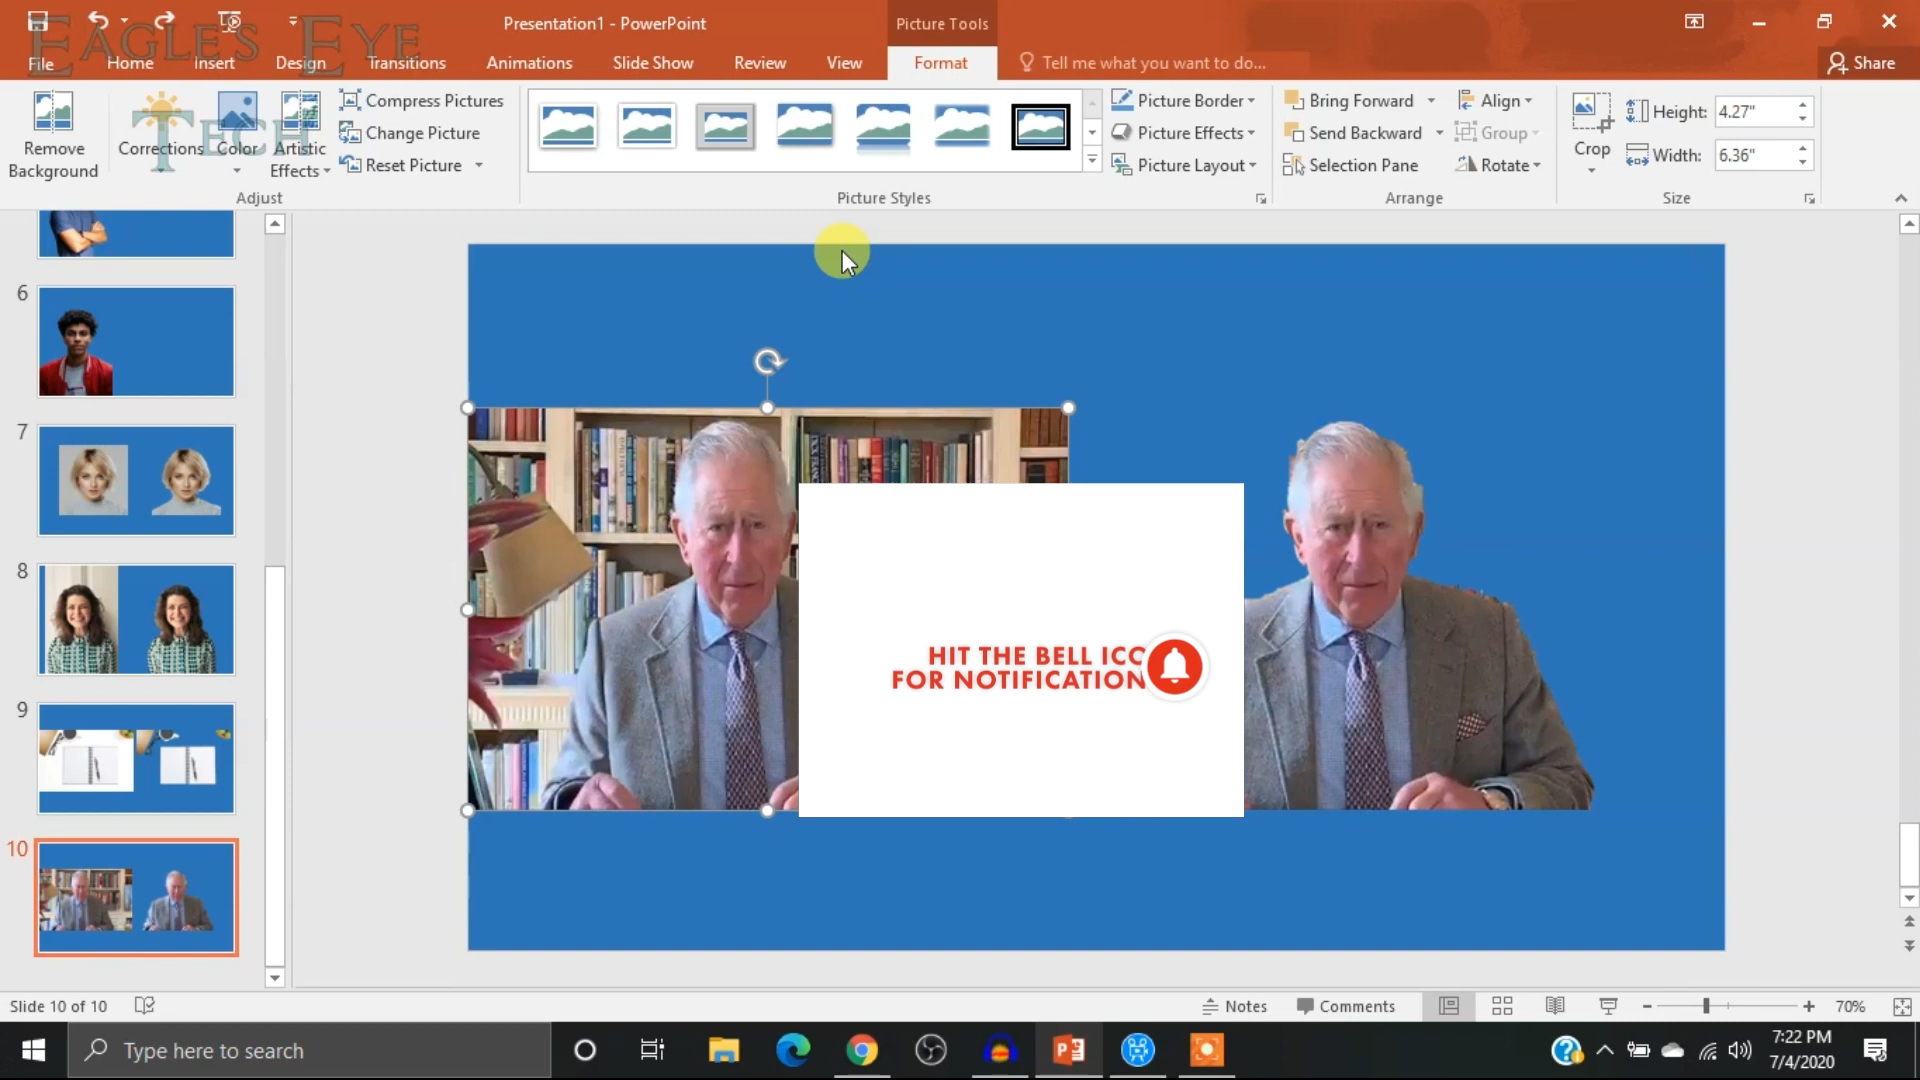 EAGLES EYE
TECH
Presentation1 - PowerPoint
Picture Tools
File
Home
Insert
Design
Transitions
Animations
Slide Show
Review
View
Format
Tell me what you want to do...
Share
Remove
Background
Corrections
Color
Artistic
Effects
Compress Pictures
Change Picture
Reset Picture
Adjust
Picture Styles
Picture Border
Picture Effects
Picture Layout
Bring Forward
Send Backward
Selection Pane
Align
Group
Rotate
Arrange
Crop
Height:
4.27"
Width:
6.36"
Size
6
7
8
9
10
HIT THE BELL ICO
FOR NOTIFICATION
Slide 10 of 10
Notes
Comments
70%
Type here to search
7:22 PM
7/4/2020